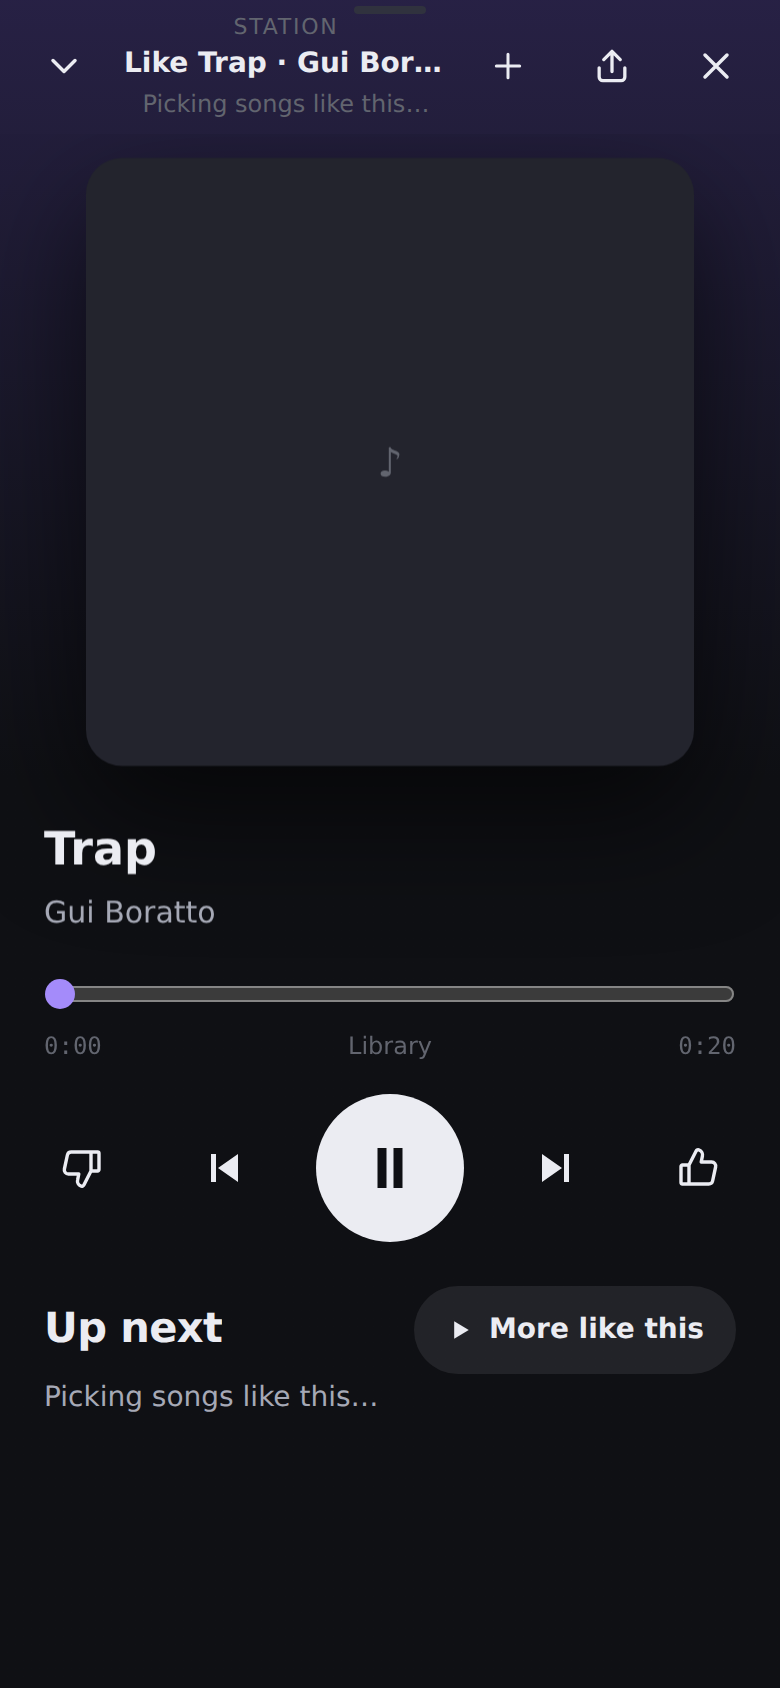 STATION
Like Trap · Gui Bor…
Picking songs like this…
Trap
Gui Boratto
0:00 Library 0:20
Up next
More like this
Picking songs like this…